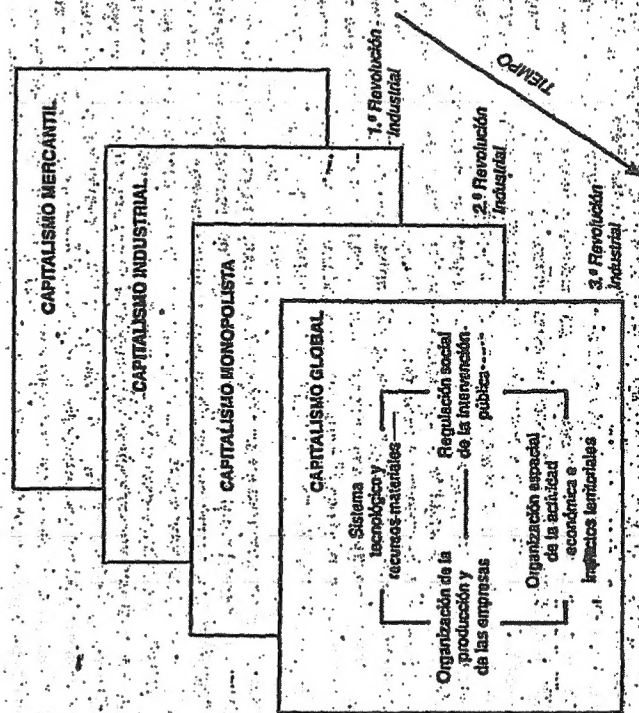 CAPITALISMO MERCANTIL
CAPITALISMO INDUSTRIAL
CAPITALISMO MONOPOLISTA
CAPITALISMO GLOBAL
Sistema
tecnológico y
recursos materiales
Organización de la
producción y
de las empresas
Regulación social
de la intervención
pública
Organización espacial
de la actividad
económica e
impactos territoriales
1.ª Revolución
Industrial
2.ª Revolución
Industrial
3.ª Revolución
Industrial
TIEMPO